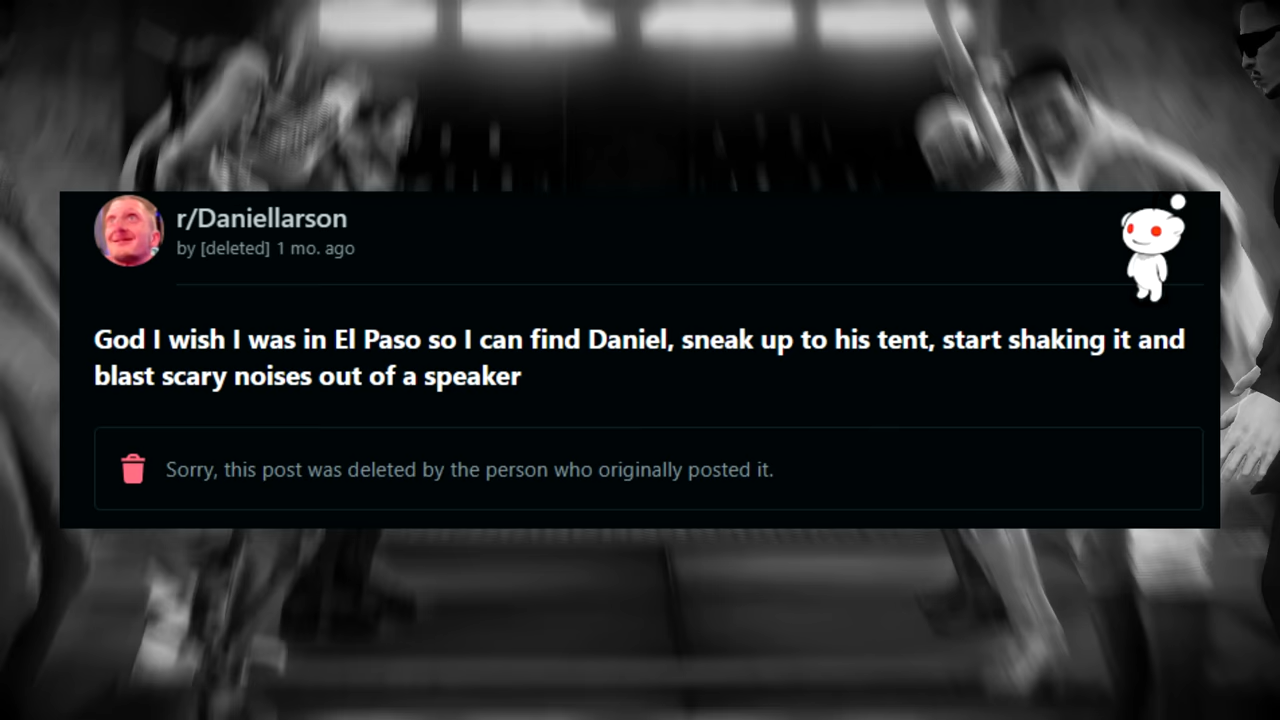 r/Daniellarson
by [deleted] 1 mo. ago
God I wish I was in El Paso so I can find Daniel, sneak up to his tent, start shaking it and
blast scary noises out of a speaker
Sorry, this post was deleted by the person who originally posted it.